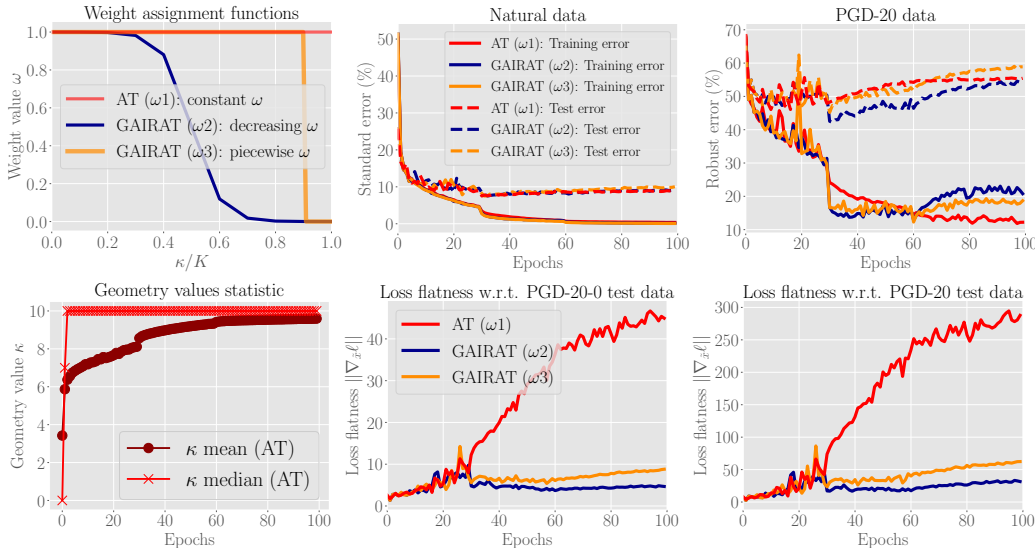 Weight assignment functions
Weight value ω
1.0
0.8
0.6
0.4
0.2
0.0
AT (ω1): constant ω
GAIRAT (ω2): decreasing ω
GAIRAT (ω3): piecewise ω
0.0 0.2 0.4 0.6 0.8 1.0
κ/K
Natural data
Standard error (%)
50
40
30
20
10
0
AT (ω1): Training error
GAIRAT (ω2): Training error
GAIRAT (ω3): Training error
AT (ω1): Test error
GAIRAT (ω2): Test error
GAIRAT (ω3): Test error
0 20 40 60 80 100
Epochs
PGD-20 data
Robust error (%)
70
60
50
40
30
20
10
0 20 40 60 80 100
Epochs
Geometry values statistic
Geometry value κ
10
8
6
4
2
0
κ mean (AT)
κ median (AT)
0 20 40 60 80 100
Epochs
Loss flatness w.r.t. PGD-20-0 test data
Loss flatness ||∇x̃ℓ||
40
20
0
AT (ω1)
GAIRAT (ω2)
GAIRAT (ω3)
0 20 40 60 80 100
Epochs
Loss flatness w.r.t. PGD-20 test data
Loss flatness ||∇x̃ℓ||
300
250
200
150
100
50
0
0 20 40 60 80 100
Epochs